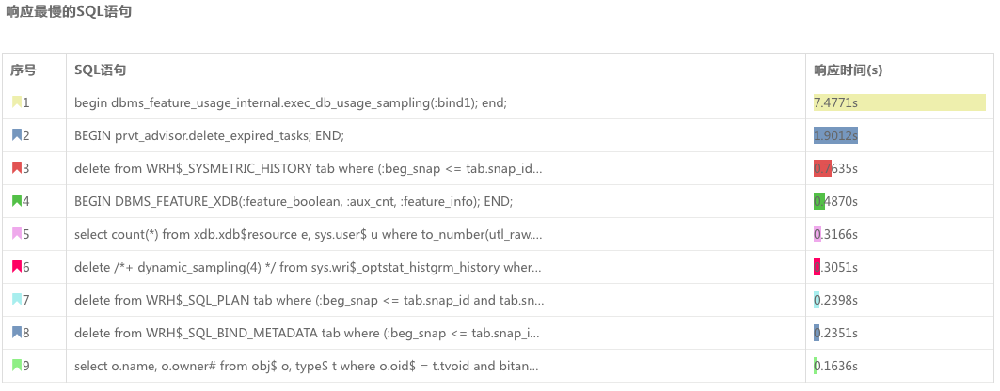 响应最慢的SQL语句
序号 SQL语句 响应时间(s)
1 begin dbms_feature_usage_internal.exec_db_usage_sampling(:bind1); end; 7.4771s
2 BEGIN prvt_advisor.delete_expired_tasks; END; 1.9012s
3 delete from WRH$_SYSMETRIC_HISTORY tab where (:beg_snap <= tab.snap_id... 0.7635s
4 BEGIN DBMS_FEATURE_XDB(:feature_boolean, :aux_cnt, :feature_info); END; 0.4870s
5 select count(*) from xdb.xdb$resource e, sys.user$ u where to_number(utl_raw.... 0.3166s
6 delete /*+ dynamic_sampling(4) */ from sys.wri$_optstat_histgrm_history wher... 0.3051s
7 delete from WRH$_SQL_PLAN tab where (:beg_snap <= tab.snap_id and tab.sn... 0.2398s
8 delete from WRH$_SQL_BIND_METADATA tab where (:beg_snap <= tab.snap_i... 0.2351s
9 select o.name, o.owner# from obj$ o, type$ t where o.oid$ = t.tvoid and bitan... 0.1636s